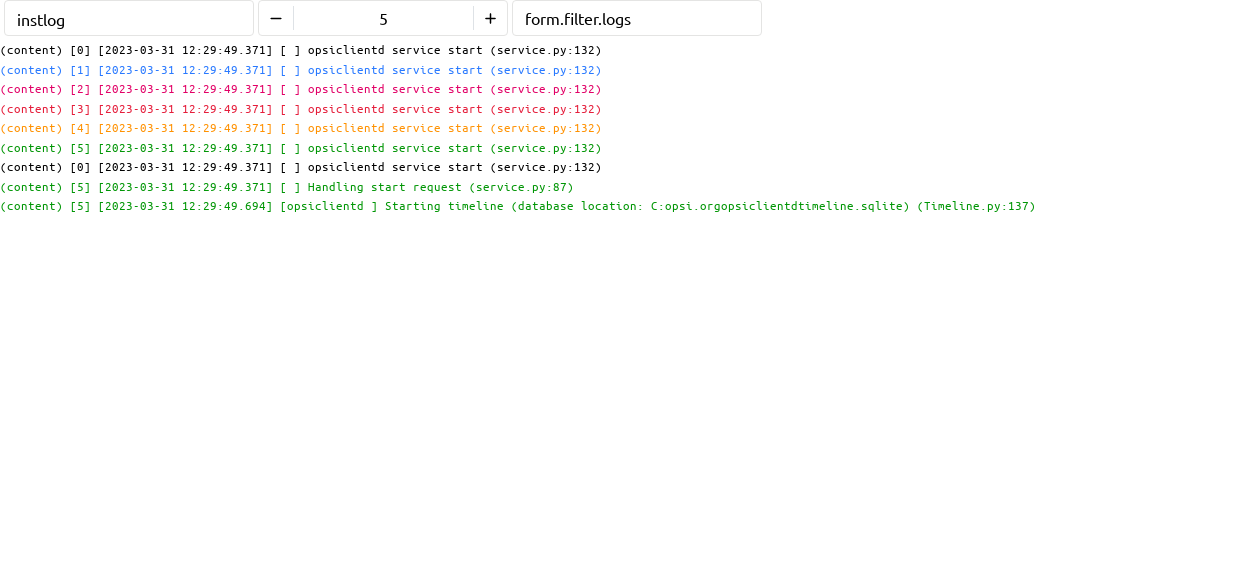 instlog − 5 + form.filter.logs
(content) [0] [2023-03-31 12:29:49.371] [ ] opsiclientd service start (service.py:132)
(content) [1] [2023-03-31 12:29:49.371] [ ] opsiclientd service start (service.py:132)
(content) [2] [2023-03-31 12:29:49.371] [ ] opsiclientd service start (service.py:132)
(content) [3] [2023-03-31 12:29:49.371] [ ] opsiclientd service start (service.py:132)
(content) [4] [2023-03-31 12:29:49.371] [ ] opsiclientd service start (service.py:132)
(content) [5] [2023-03-31 12:29:49.371] [ ] opsiclientd service start (service.py:132)
(content) [0] [2023-03-31 12:29:49.371] [ ] opsiclientd service start (service.py:132)
(content) [5] [2023-03-31 12:29:49.371] [ ] Handling start request (service.py:87)
(content) [5] [2023-03-31 12:29:49.694] [opsiclientd ] Starting timeline (database location: C:opsi.orgopsiclientdtimeline.sqlite) (Timeline.py:137)